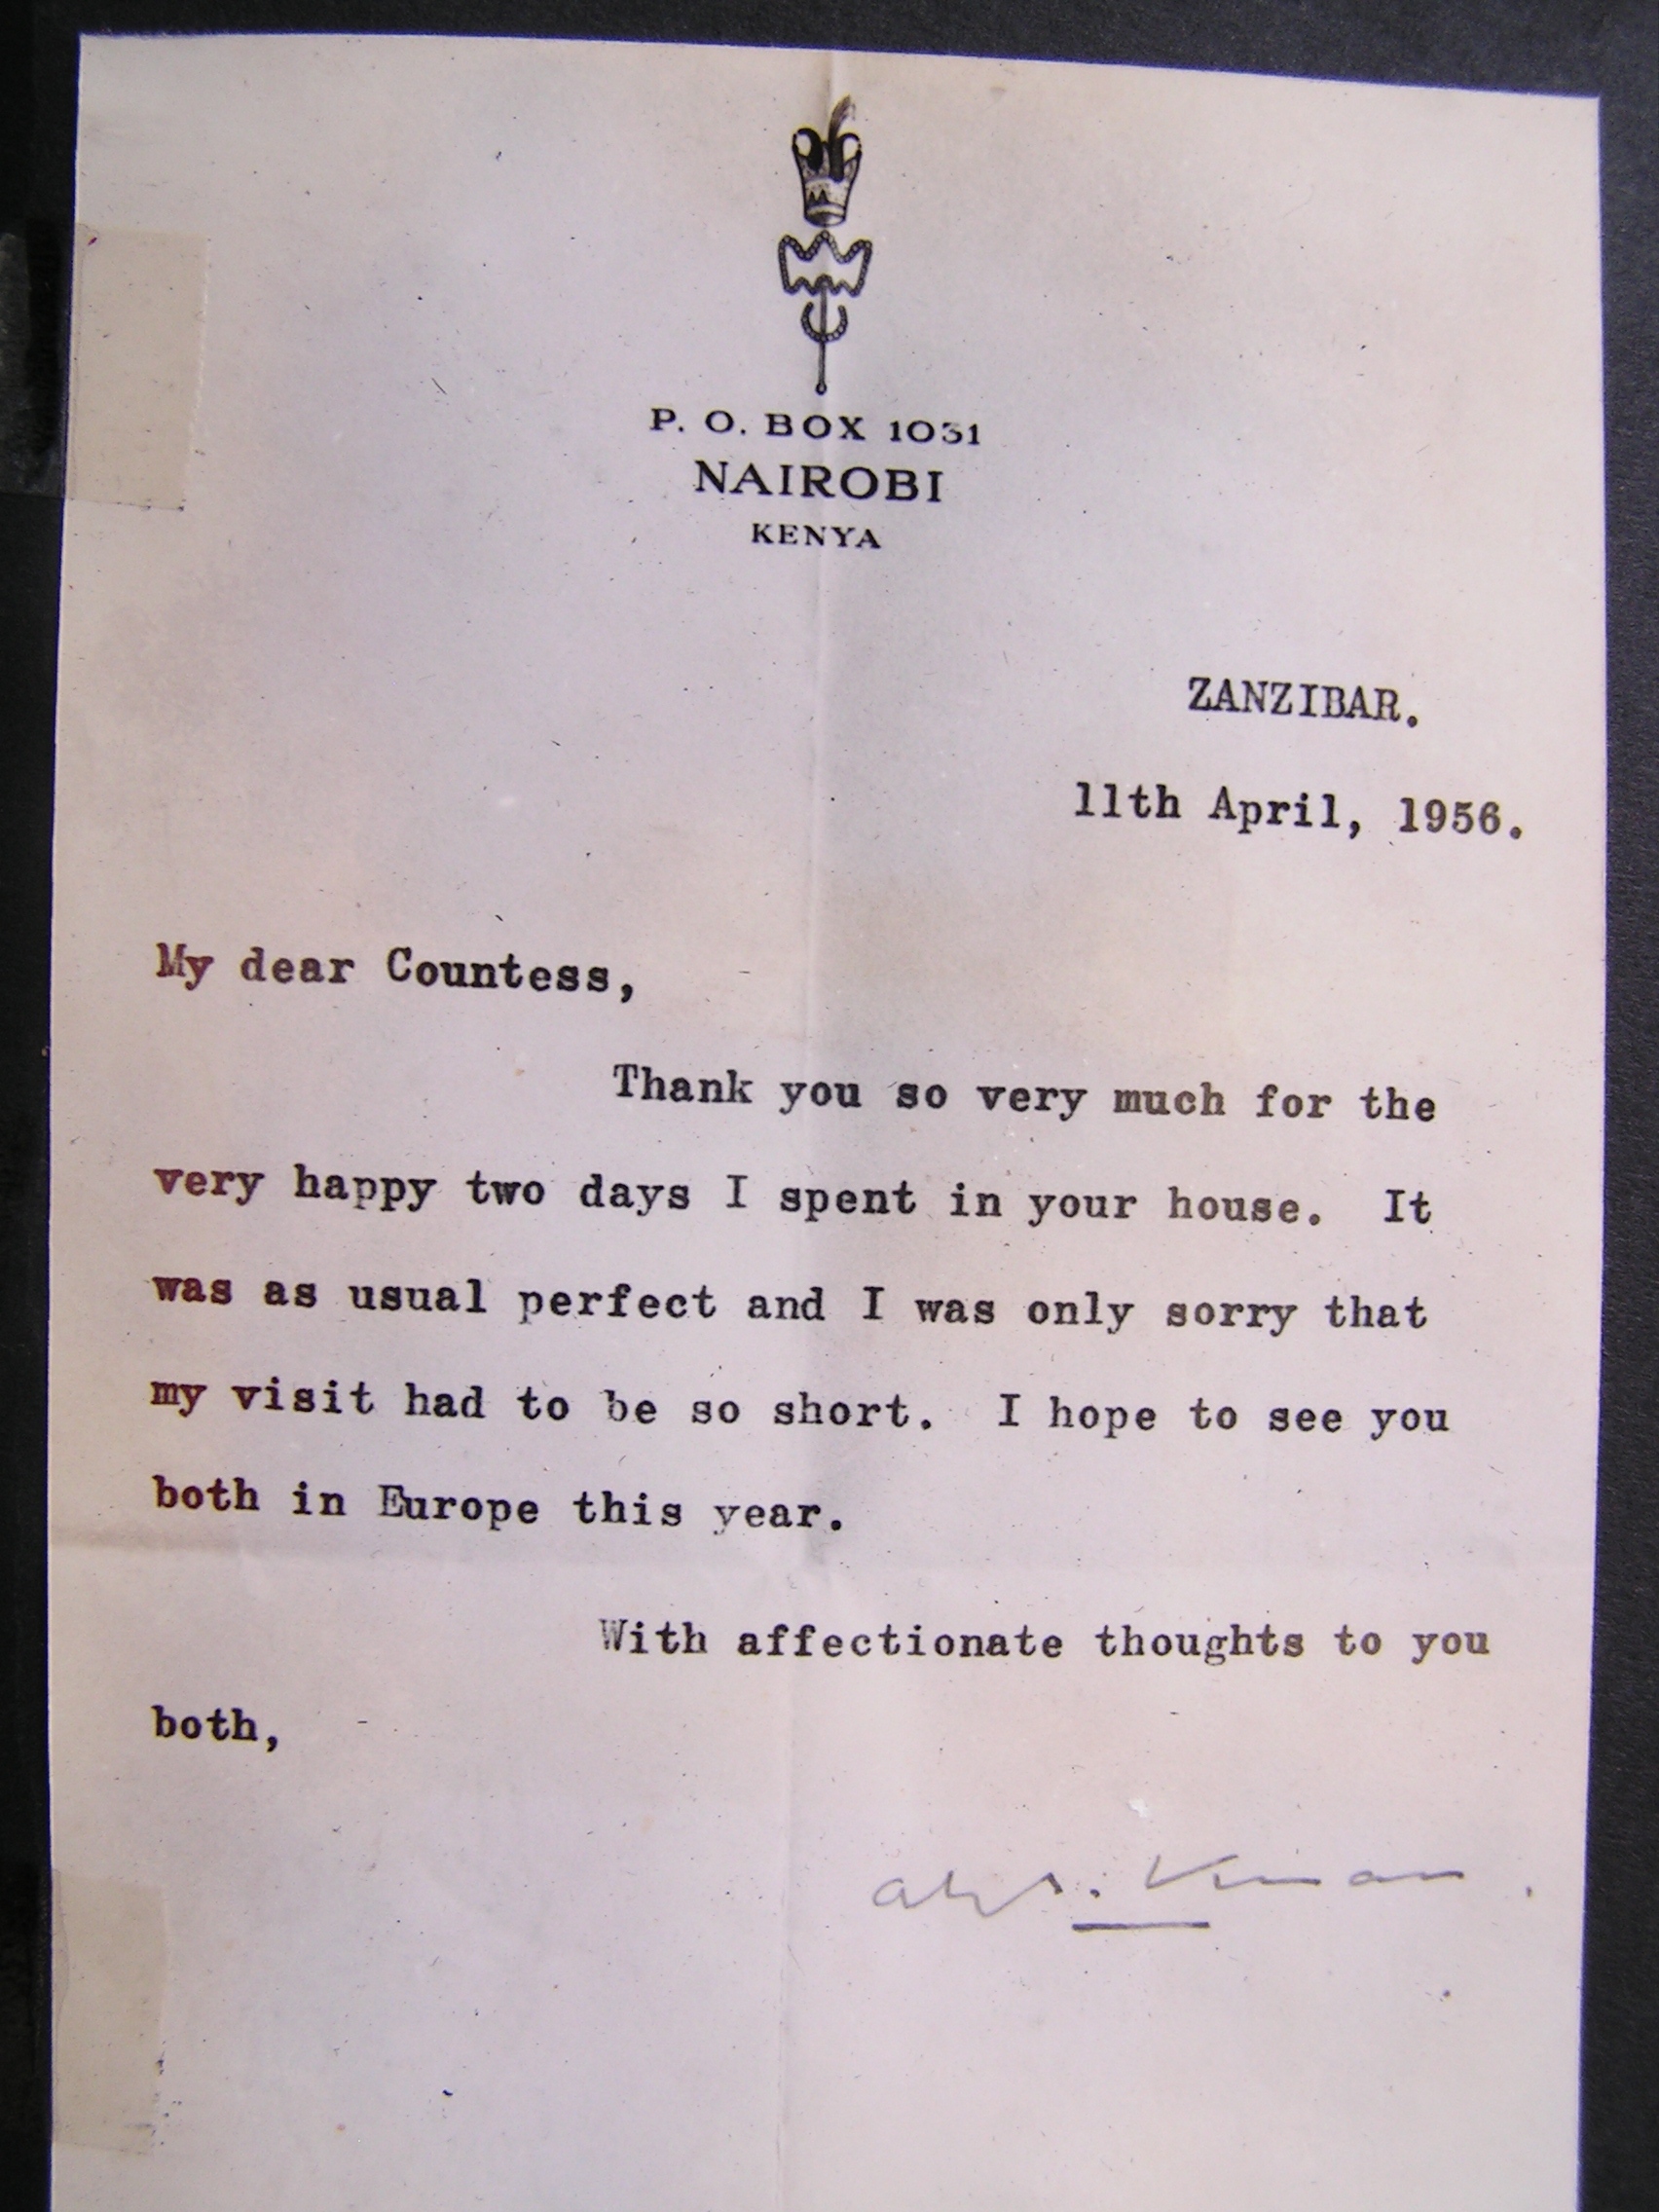 P. O. BOX 1031
NAIROBI
KENYA
ZANZIBAR.
11th April, 1956.
My dear Countess,
Thank you so very much for the
very happy two days I spent in your house. It
was as usual perfect and I was only sorry that
my visit had to be so short. I hope to see you
both in Europe this year.
With affectionate thoughts to you
both,